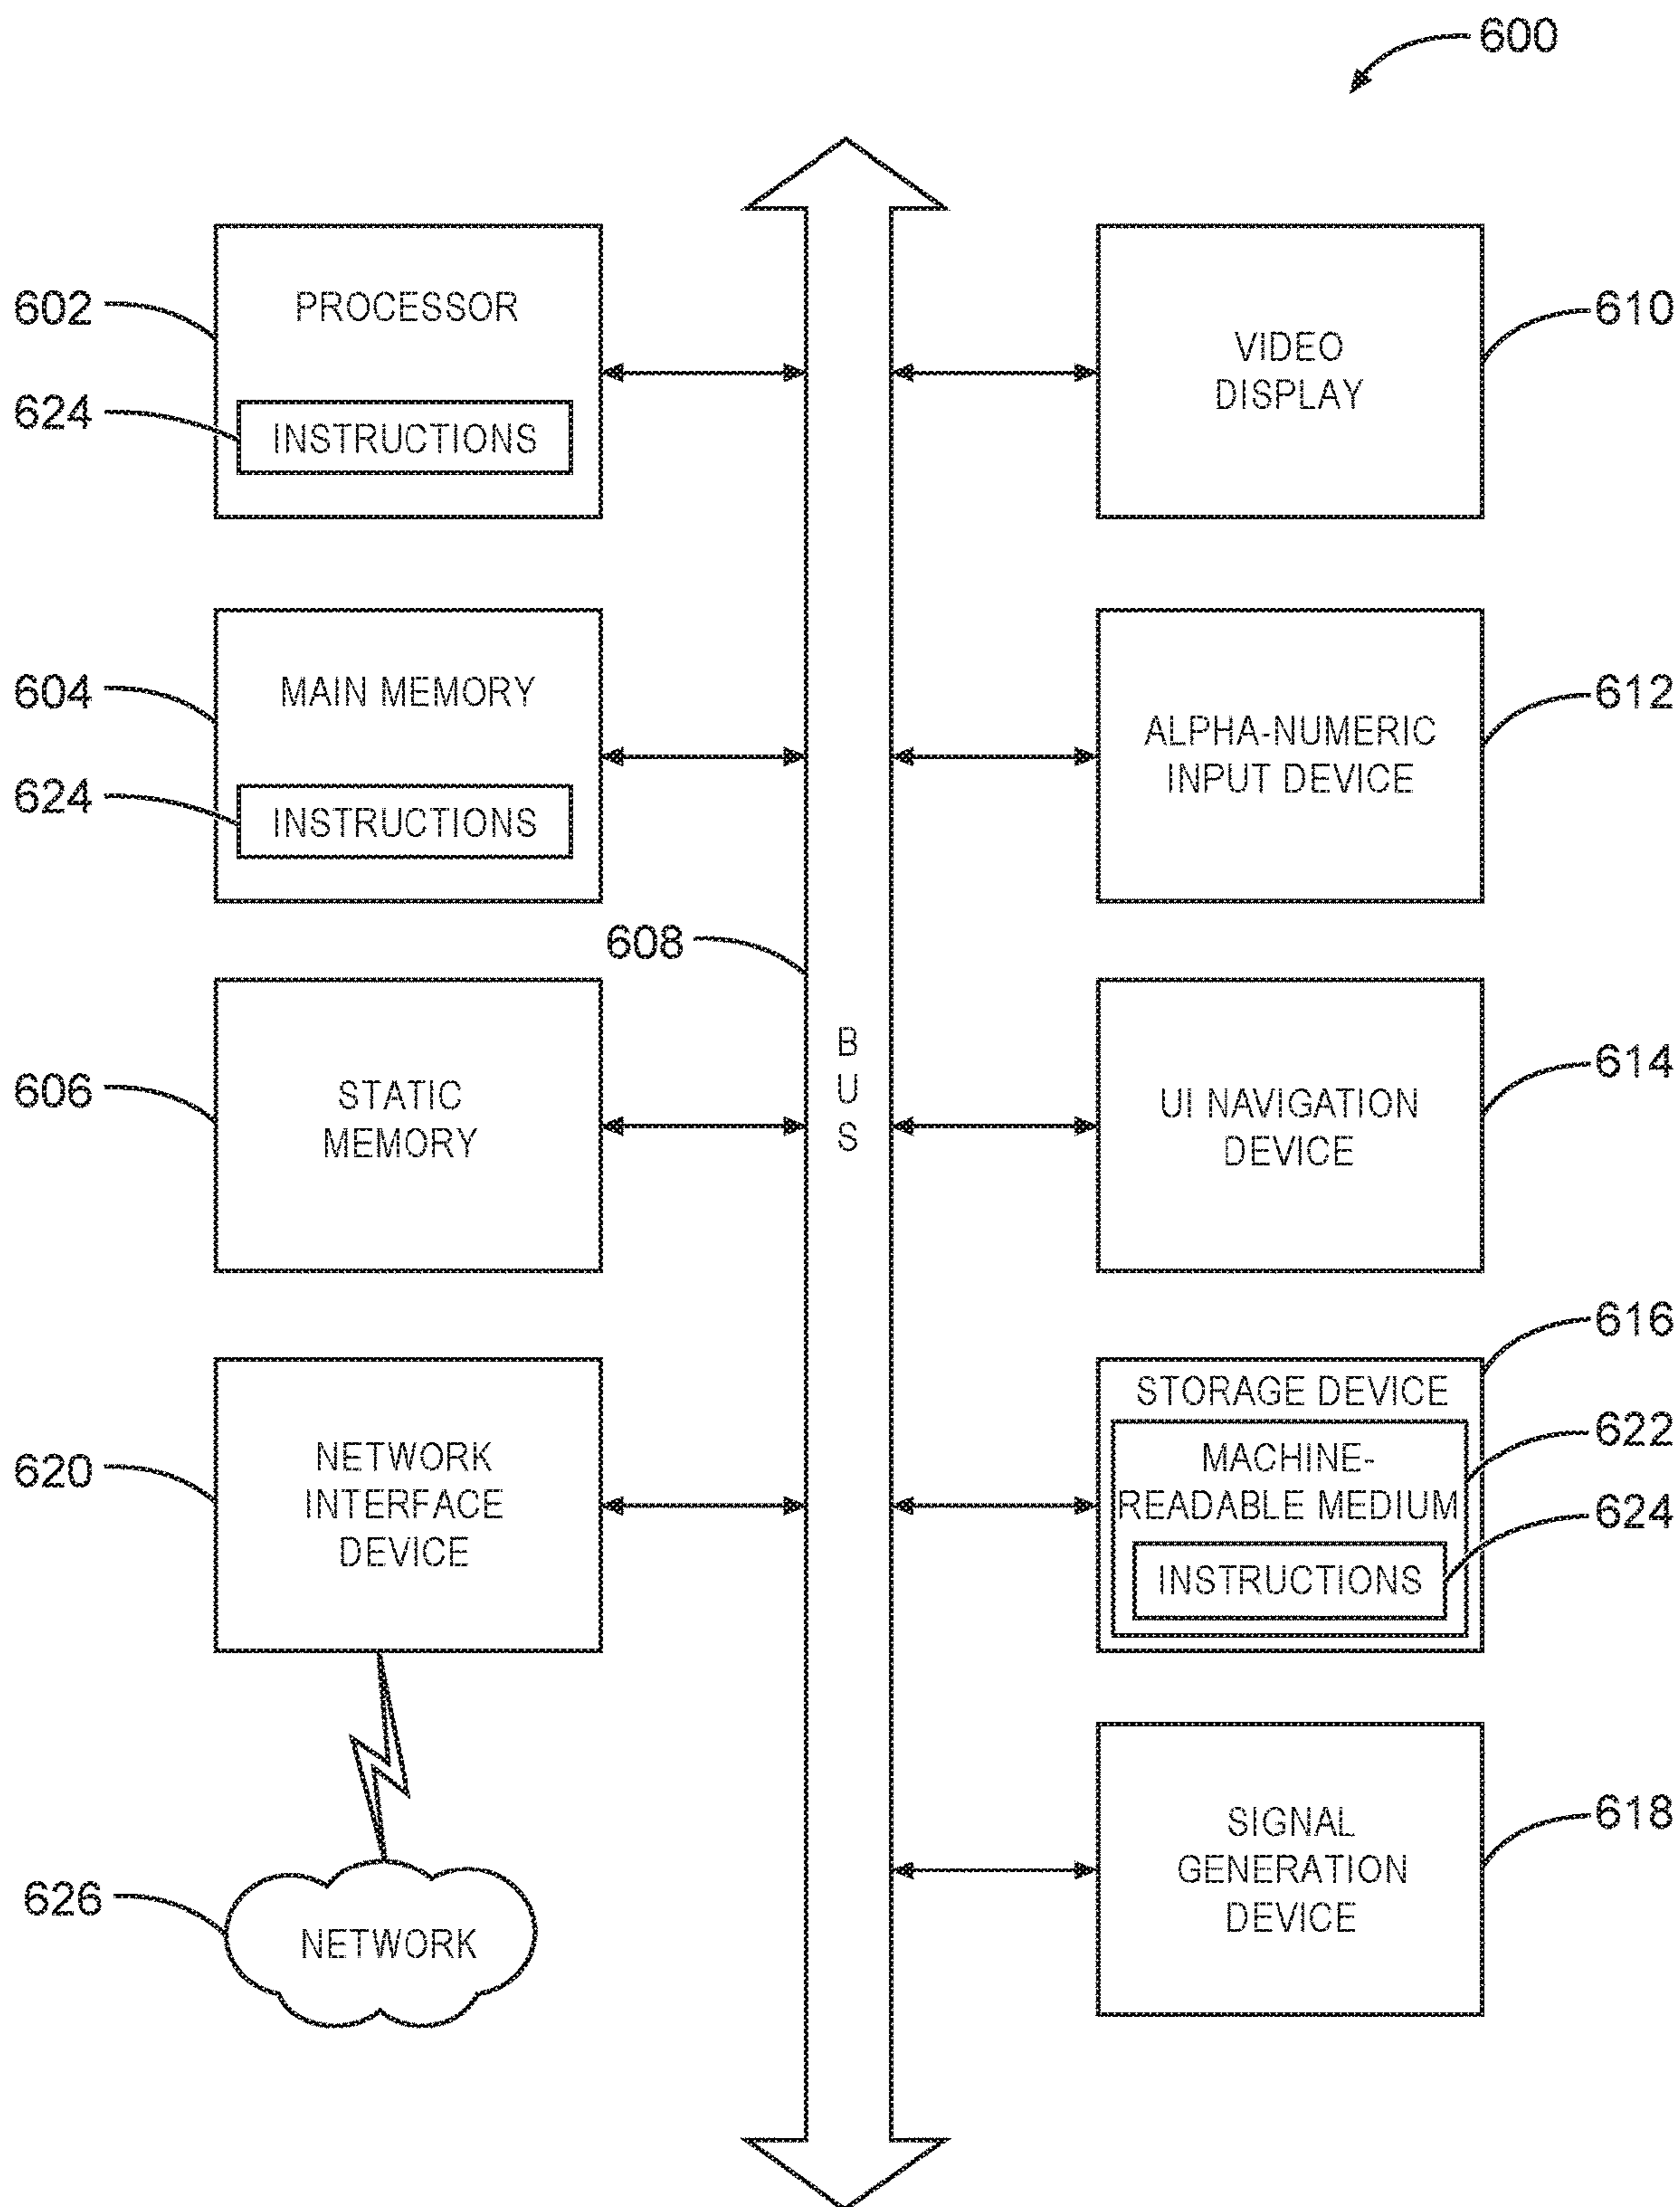 600
602
PROCESSOR
624
INSTRUCTIONS
610
VIDEO
DISPLAY
604
MAIN MEMORY
624
INSTRUCTIONS
612
ALPHA-NUMERIC
INPUT DEVICE
608
B
U
S
606
STATIC
MEMORY
614
UI NAVIGATION
DEVICE
620
NETWORK
INTERFACE
DEVICE
616
STORAGE DEVICE
622
MACHINE-
READABLE MEDIUM
624
INSTRUCTIONS
626
NETWORK
618
SIGNAL
GENERATION
DEVICE